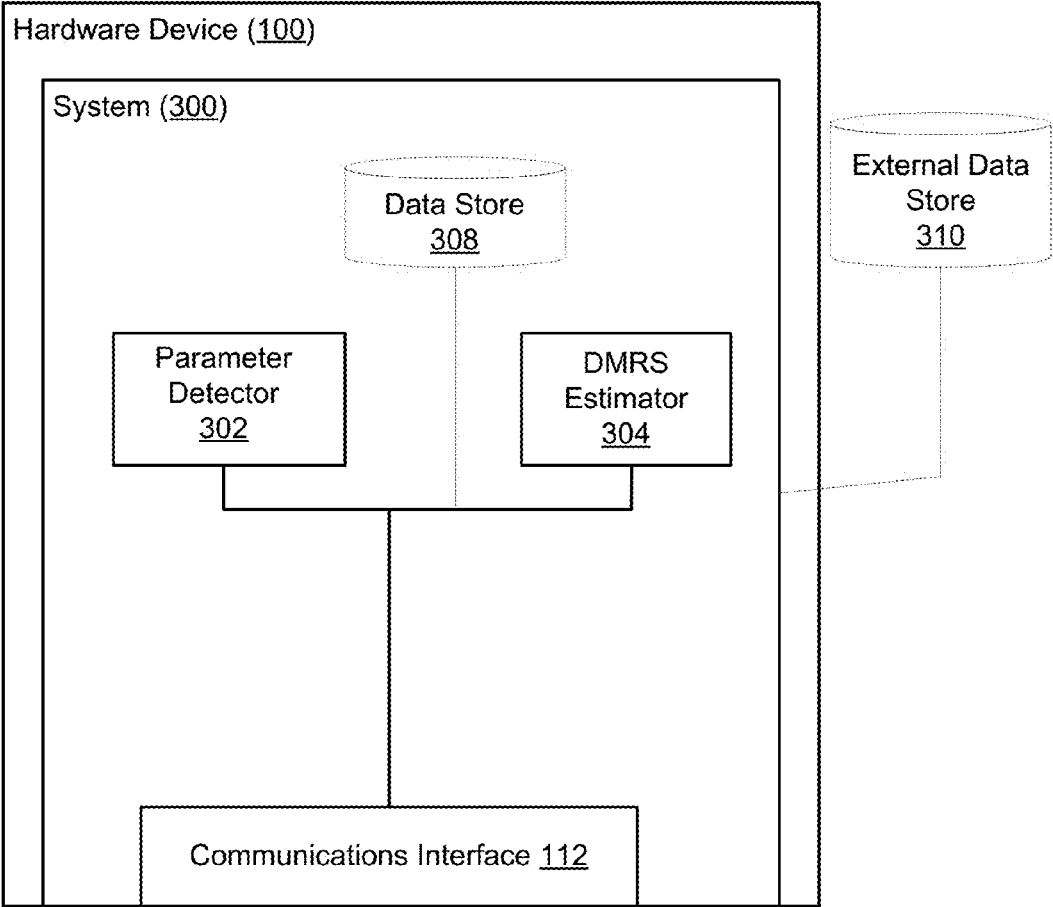 Hardware Device (100)
System (300)
Data Store
308
External Data
Store
310
Parameter
Detector
302
DMRS
Estimator
304
Communications Interface 112